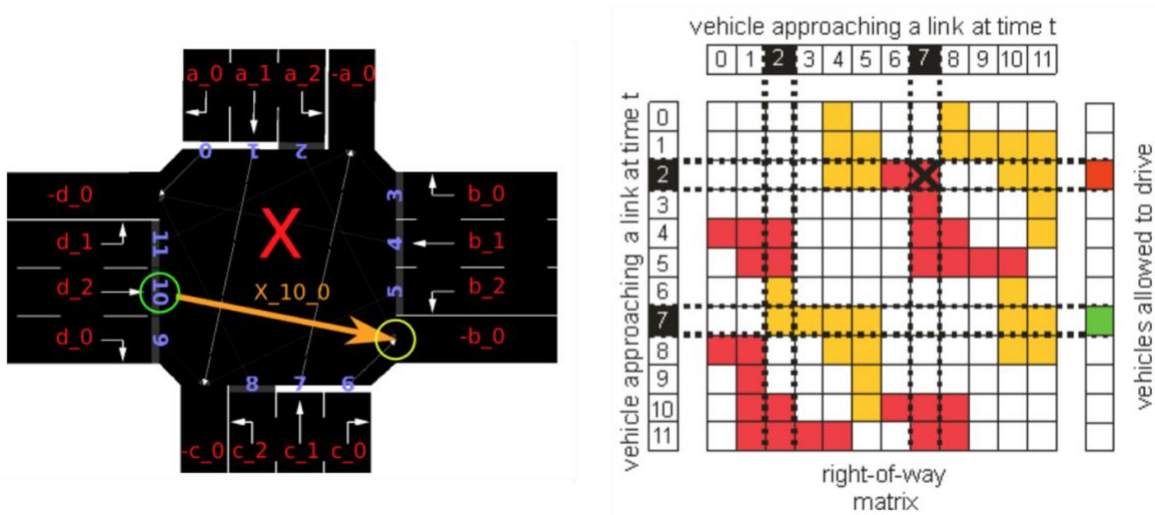 a_0 a_1 a_2 -a_0
0 1 2
-d_0
3
b_0
d_1
11
4
b_1
X
d_2
10
X_10_0
5
b_2
d_0
9
-b_0
8 7 6
-c_0 c_2 c_1 c_0
vehicle approaching a link at time t
0 1 2 3 4 5 6 7 8 9 10 11
vehicle approaching a link at time t
0
1
2
3
4
5
6
7
8
9
10
11
vehicles allowed to drive
right-of-way
matrix